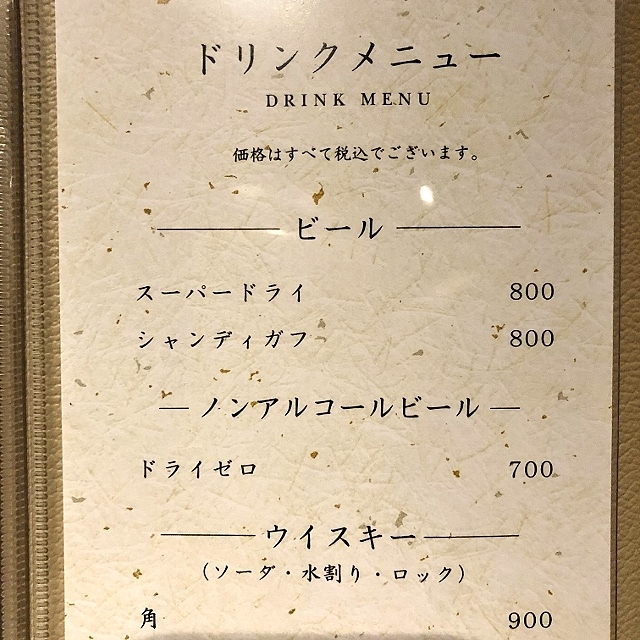 ドリンクメニュー
DRINK MENU
価格はすべて税込でございます。
ビール
スーパードライ 800
シャンディガフ 800
ノンアルコールビール
ドライゼロ 700
ウイスキー
(ソーダ・水割り・ロック)
角 900